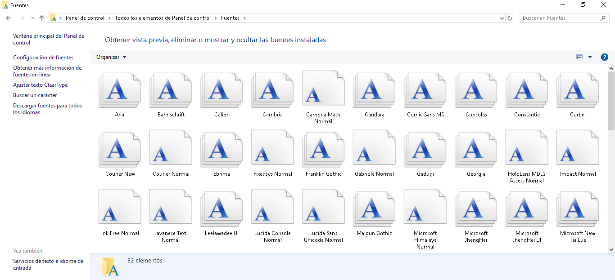 Fuentes
Panel de control > Todos los elementos de Panel de control > Fuentes
Buscar en Fuentes
Ventana principal del Panel de
control
Configuración de fuentes
Obtener más información de
fuentes en línea
Ajustar texto ClearType
Buscar un carácter
Descargar fuentes para todos
los idiomas
Vea también
Servicios de texto e idioma de
entrada
Obtener vista previa, eliminar o mostrar y ocultar las fuentes instaladas
Organizar
Arial Bahnschrift Calibri Cambria Cambria Math Candara Comic Sans MS Consolas Constantia Corbel
Normal
Courier New Courier Normal Ebrima Fixedsys Normal Franklin Gothic Gabriola Normal Gadugi Georgia HoloLens MDL2 Impact Normal
Assets Normal
Ink Free Normal Javanese Text Leelawadee UI Lucida Console Lucida Sans Malgun Gothic Microsoft Microsoft Microsoft Microsoft New
Normal Normal Unicode Normal Himalaya JhengHei JhengHei UI Tai Lue
Normal
elementos